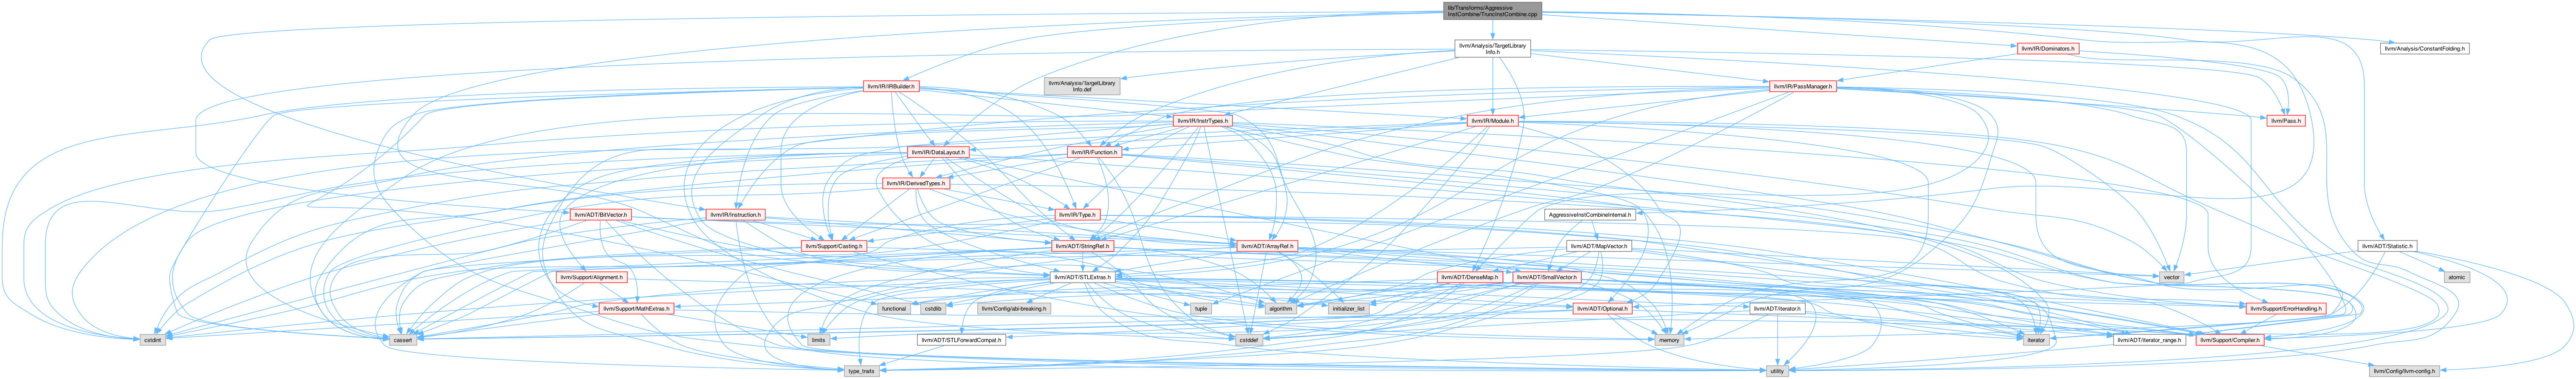 lib/Transforms/Aggressive
InstCombine/TruncInstCombine.cpp
llvm/Analysis/TargetLibrary
Info.h
llvm/IR/Dominators.h
llvm/Analysis/ConstantFolding.h
llvm/Analysis/TargetLibrary
Info.def
llvm/IR/IRBuilder.h
llvm/IR/PassManager.h
llvm/IR/InstrTypes.h
llvm/IR/Module.h
llvm/Pass.h
llvm/IR/DataLayout.h
llvm/IR/Function.h
llvm/IR/DerivedTypes.h
llvm/ADT/BitVector.h
llvm/IR/Instruction.h
llvm/IR/Type.h
AggressiveInstCombineInternal.h
llvm/Support/Casting.h
llvm/ADT/StringRef.h
llvm/ADT/ArrayRef.h
llvm/ADT/MapVector.h
llvm/ADT/Statistic.h
llvm/Support/Alignment.h
llvm/ADT/STLExtras.h
llvm/ADT/DenseMap.h
llvm/ADT/SmallVector.h
vector
atomic
llvm/Support/MathExtras.h
functional
cstdlib
llvm/Config/abi-breaking.h
tuple
algorithm
initializer_list
llvm/ADT/Optional.h
llvm/ADT/iterator.h
llvm/Support/ErrorHandling.h
cstdint
cassert
limits
llvm/ADT/STLForwardCompat.h
cstddef
memory
iterator
llvm/ADT/iterator_range.h
llvm/Support/Compiler.h
type_traits
utility
llvm/Config/llvm-config.h